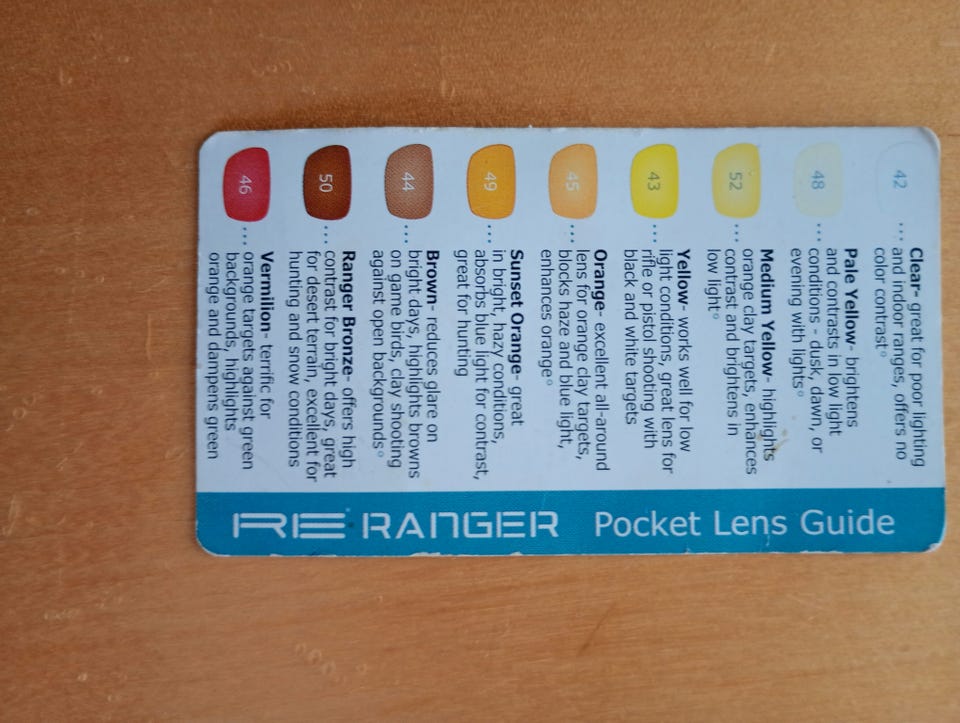 RE RANGER Pocket Lens Guide
42 ... Clear- great for poor lighting
and indoor ranges, offers no
color contrast°
48 ... Pale Yellow- brightens
and contrasts in low light
conditions - dusk, dawn, or
evening with lights°
52 ... Medium Yellow- highlights
orange clay targets, enhances
contrast and brightens in
low light°
43 ... Yellow- works well for low
light conditions, great lens for
rifle or pistol shooting with
black and white targets
45 ... Orange- excellent all-around
lens for orange clay targets,
blocks haze and blue light,
enhances orange°
49 ... Sunset Orange- great
in bright, hazy conditions,
absorbs blue light for contrast,
great for hunting
44 ... Brown- reduces glare on
bright days, highlights browns
on game birds, clay shooting
against open backgrounds°
50 ... Ranger Bronze- offers high
contrast for bright days, great
for desert terrain, excellent for
hunting and snow conditions
46 ... Vermilion- terrific for
orange targets against green
backgrounds, highlights
orange and dampens green